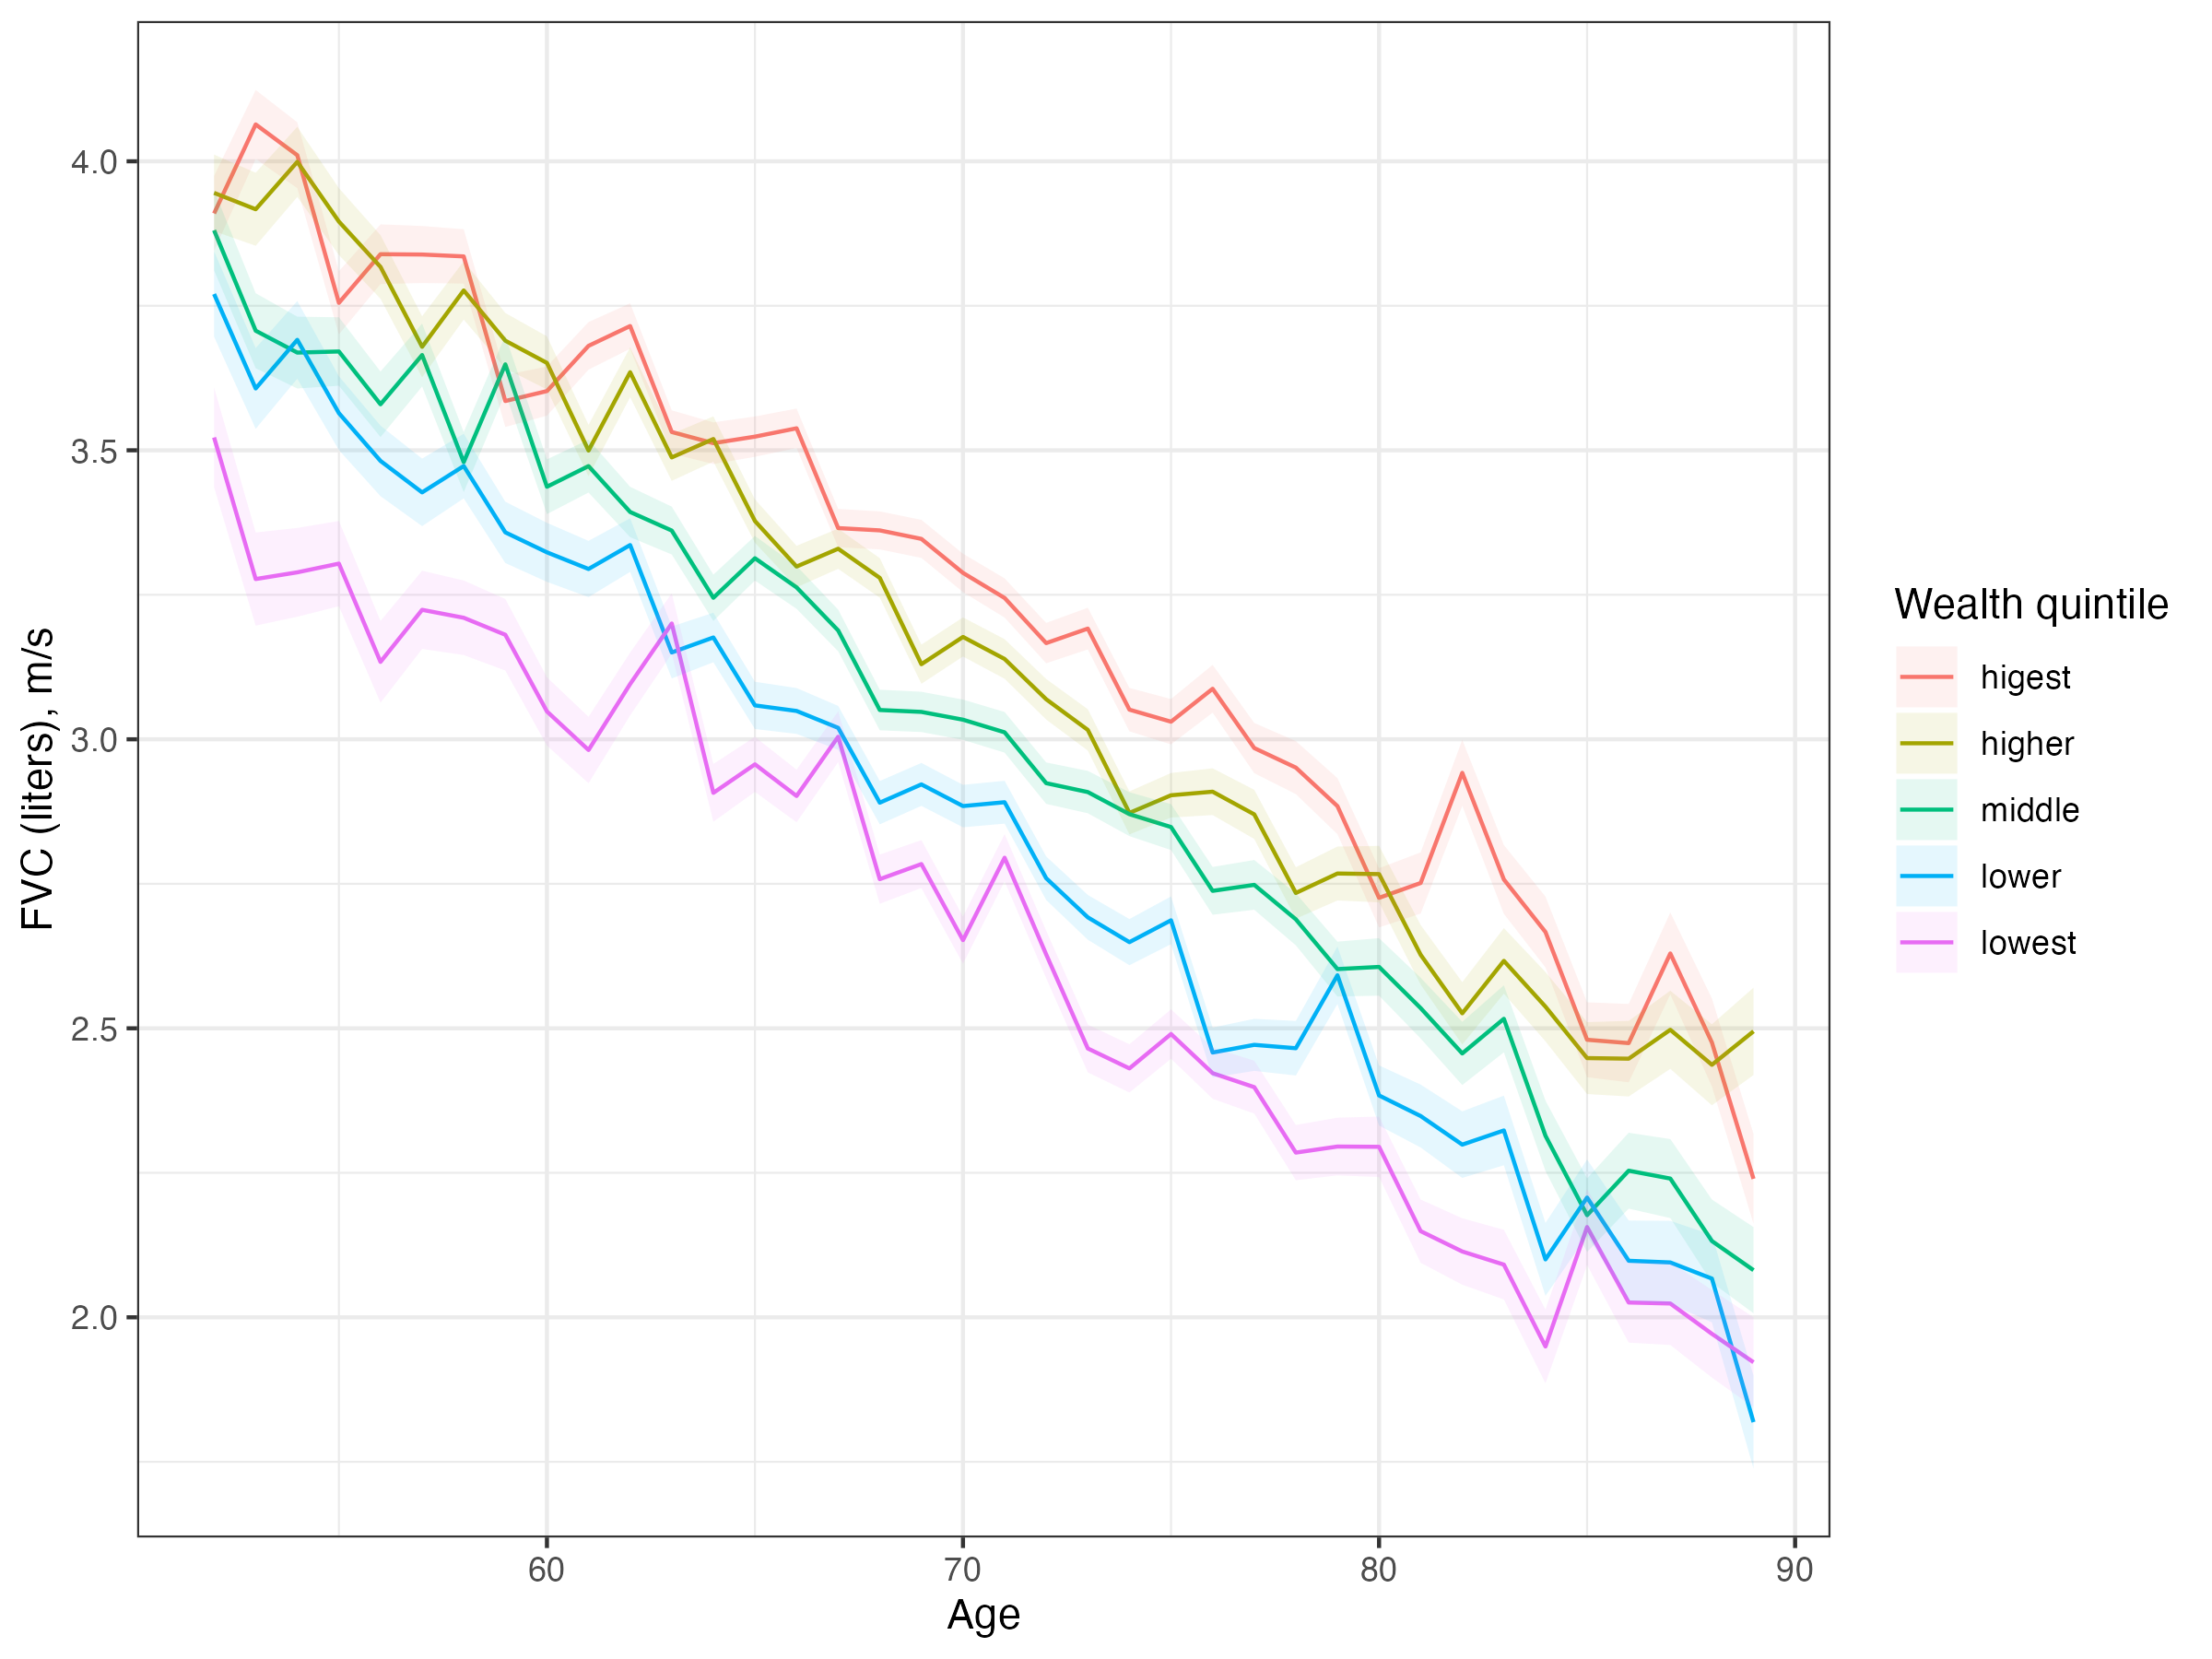 4.0
3.5
3.0
2.5
2.0
FVC (liters), m/s
60
70
80
90
Age
Wealth quintile
higest
higher
middle
lower
lowest